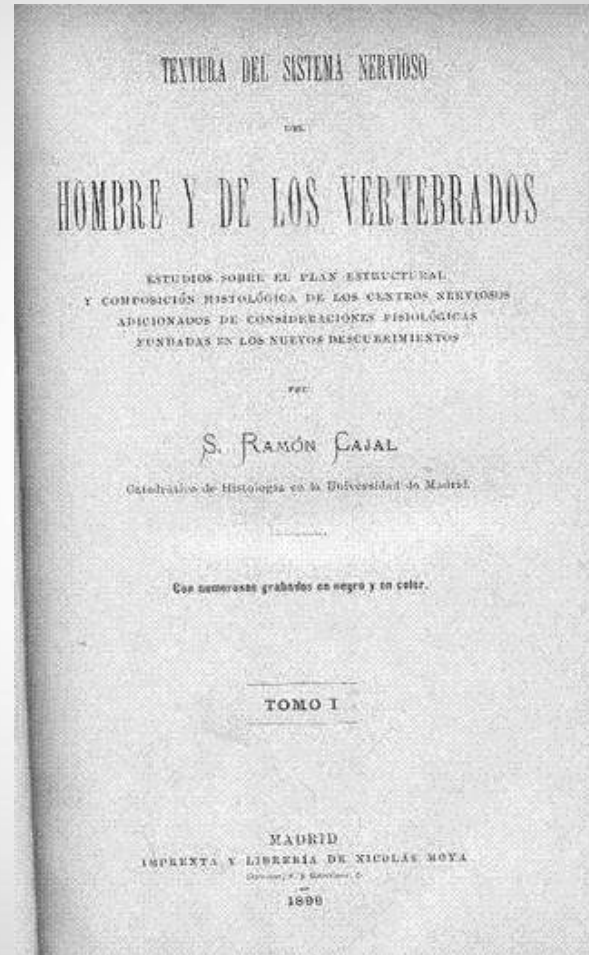 TEXTURA DEL SISTEMA NERVIOSO
DEL
HOMBRE Y DE LOS VERTEBRADOS
ESTUDIOS SOBRE EL PLAN ESTRUCTURAL
Y COMPOSICIÓN HISTOLÓGICA DE LOS CENTROS NERVIOSOS
ADICIONADOS DE CONSIDERACIONES FISIOLÓGICAS
FUNDADAS EN LOS NUEVOS DESCUBRIMIENTOS
POR
S. RAMÓN CAJAL
Catedrático de Histología en la Universidad de Madrid.
Con numerosos grabados en negro y en color.
TOMO I
MADRID
IMPRENTA Y LIBRERÍA DE NICOLÁS MOYA
1899